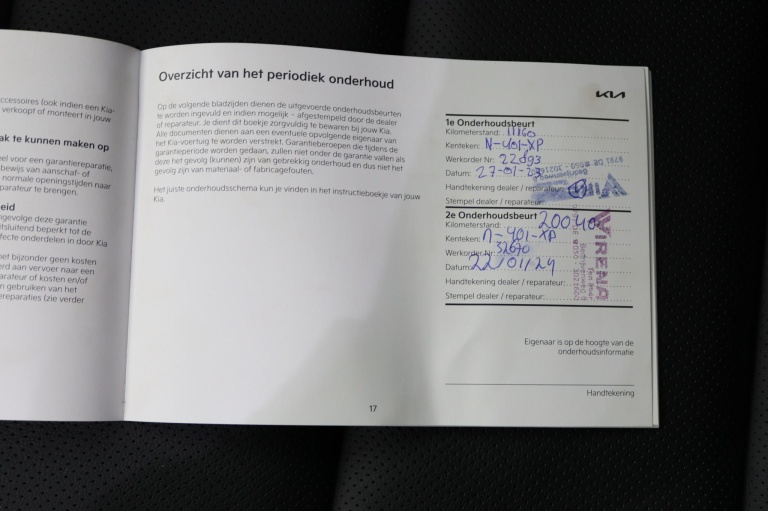 ccessoires (ook indien een Kia-
verkoopt of monteert in jouw
ak te kunnen maken op
el voor een garantiereparatie,
bewijs van aanschaf- of
normale openingstijden naar
parateur te brengen.
eid
ngevolge deze garantie
itsluitend beperkt tot de
fecte onderdelen in door Kia
et bijzonder geen kosten
erd aan vervoer naar een
arateur of kosten en/of
n gebruiken van het
reparaties (zie verder
Overzicht van het periodiek onderhoud
Op de volgende bladzijden dienen de uitgevoerde onderhoudsbeurten
te worden ingevuld en indien mogelijk – afgestempeld door de dealer
of reparateur. Je dient dit boekje zorgvuldig te bewaren bij jouw Kia.
Alle documenten dienen aan een eventuele opvolgende eigenaar van
het Kia-voertuig te worden verstrekt. Garantieberoepen die tijdens de
garantieperiode worden gedaan, zullen niet onder de garantie vallen als
deze het gevolg (kunnen) zijn van gebrekkig onderhoud en dus niet het
gevolg zijn van materiaal- of fabricagefouten.
Het juiste onderhoudsschema kun je vinden in het instructieboekje van jouw
Kia.
KIA
1e Onderhoudsbeurt
Kilometerstand: 11160
Kenteken: N-401-XP
Werkorder Nr: 22993
Datum: 27-01-23
Handtekening dealer / reparateur:
Stempel dealer / reparateur:
2e Onderhoudsbeurt
Kilometerstand: 20040
Kenteken: N-401-XP
Werkorder Nr: 32670
Datum: 22/01/24
Handtekening dealer / reparateur:
Stempel dealer / reparateur:
WIRENA
Eigenaar is op de hoogte van de
onderhoudsinformatie
Handtekening
17